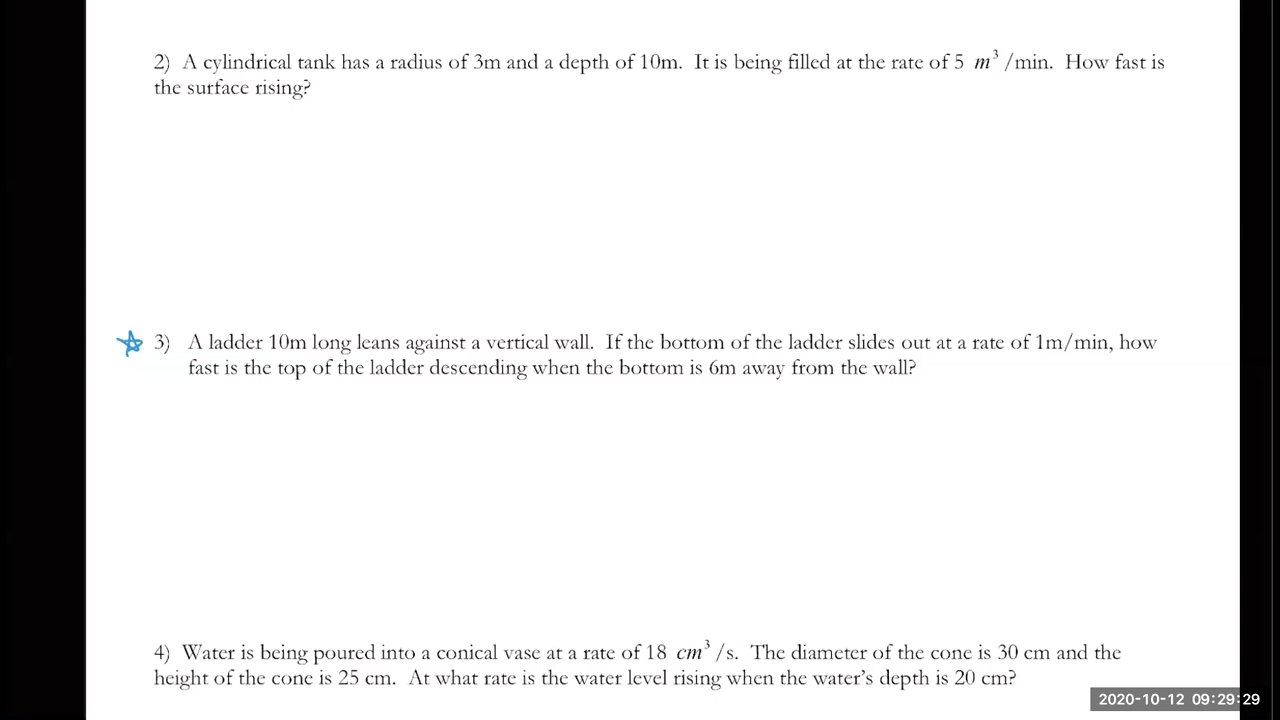 2) A cylindrical tank has a radius of 3m and a depth of 10m. It is being filled at the rate of 5 m³/min. How fast is
the surface rising?
3) A ladder 10m long leans against a vertical wall. If the bottom of the ladder slides out at a rate of 1m/min, how
fast is the top of the ladder descending when the bottom is 6m away from the wall?
4) Water is being poured into a conical vase at a rate of 18 cm³/s. The diameter of the cone is 30 cm and the
height of the cone is 25 cm. At what rate is the water level rising when the water's depth is 20 cm?
2020-10-12 09:29:29